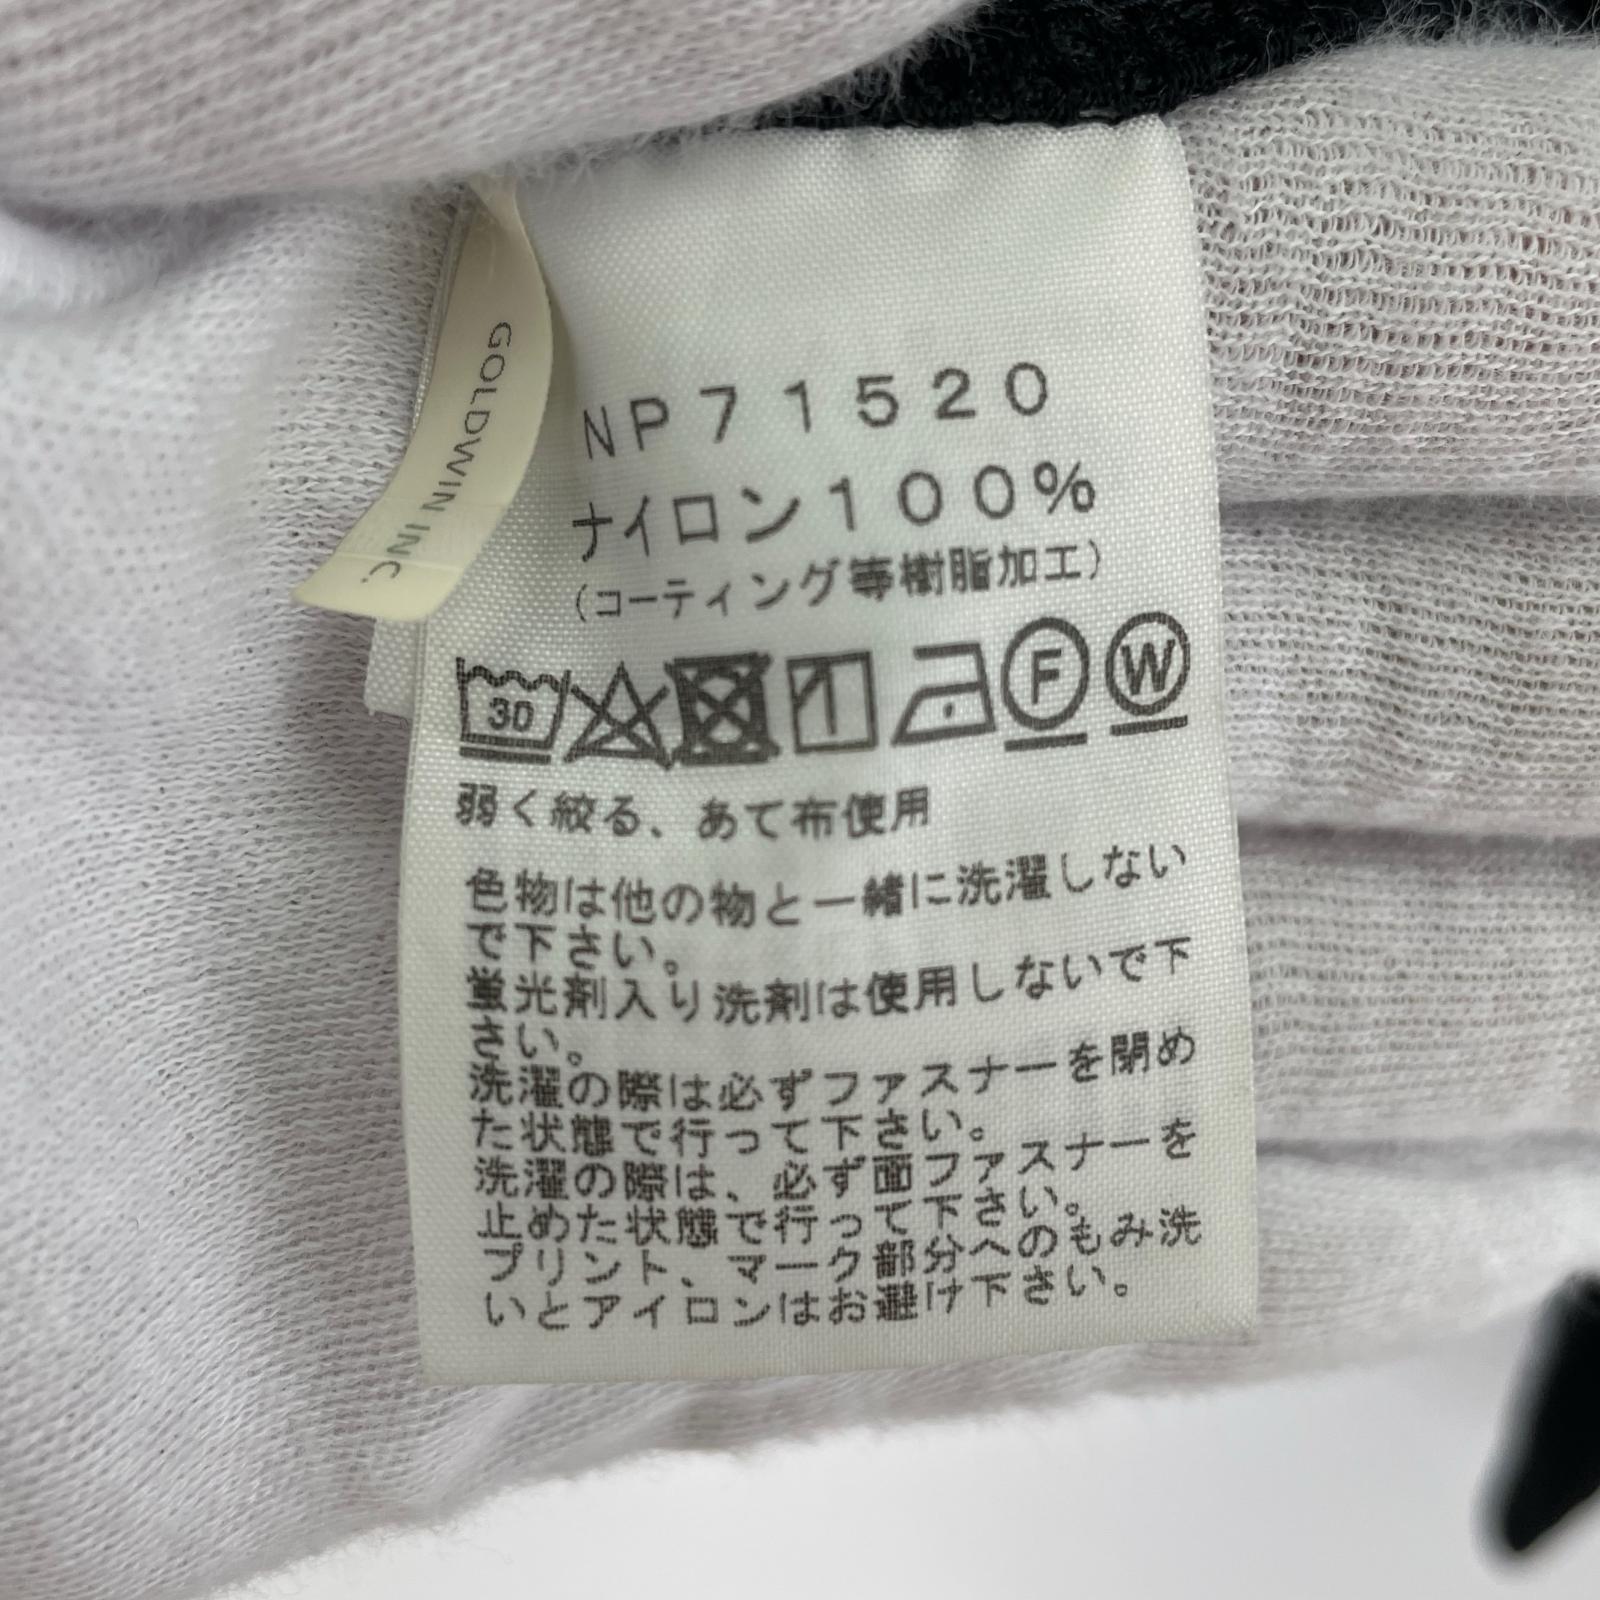 GOLDWIN INC.
NP71520
ナイロン100%
(コーティング等樹脂加工)
30
F
W
弱く絞る、あて布使用
色物は他の物と一緒に洗濯しない
で下さい。
蛍光剤入り洗剤は使用しないで下
さい。
洗濯の際は必ずファスナーを閉め
た状態で行って下さい。
洗濯の際は、必ず面ファスナーを
止めた状態で行って下さい。
プリント、マーク部分へのもみ洗
いとアイロンはお避け下さい。